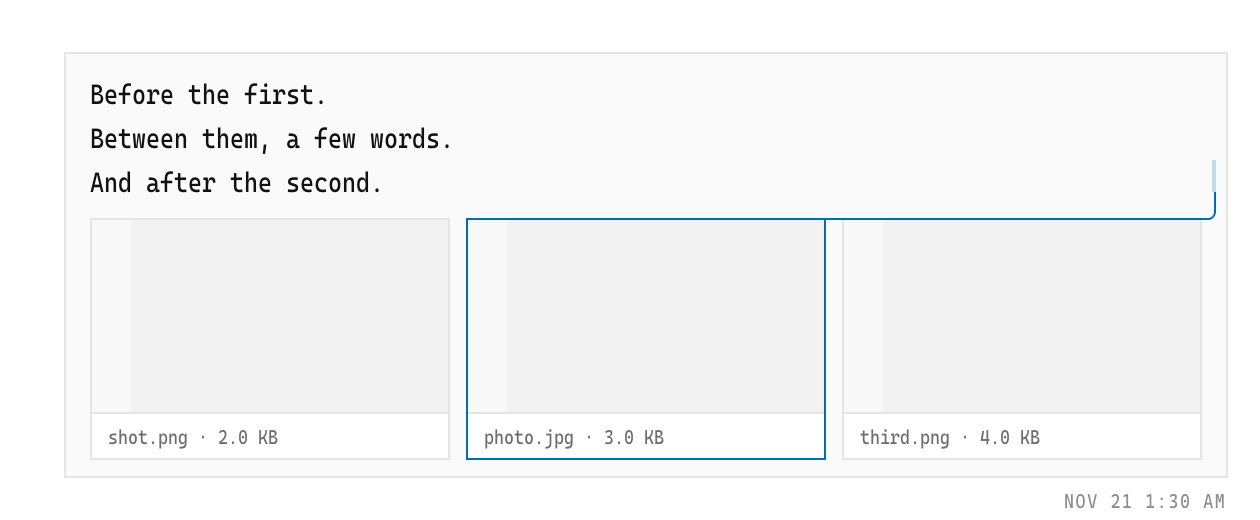 Before the first.
Between them, a few words.
And after the second.
shot.png · 2.0 KB
photo.jpg · 3.0 KB
third.png · 4.0 KB
NOV 21 1:30 AM